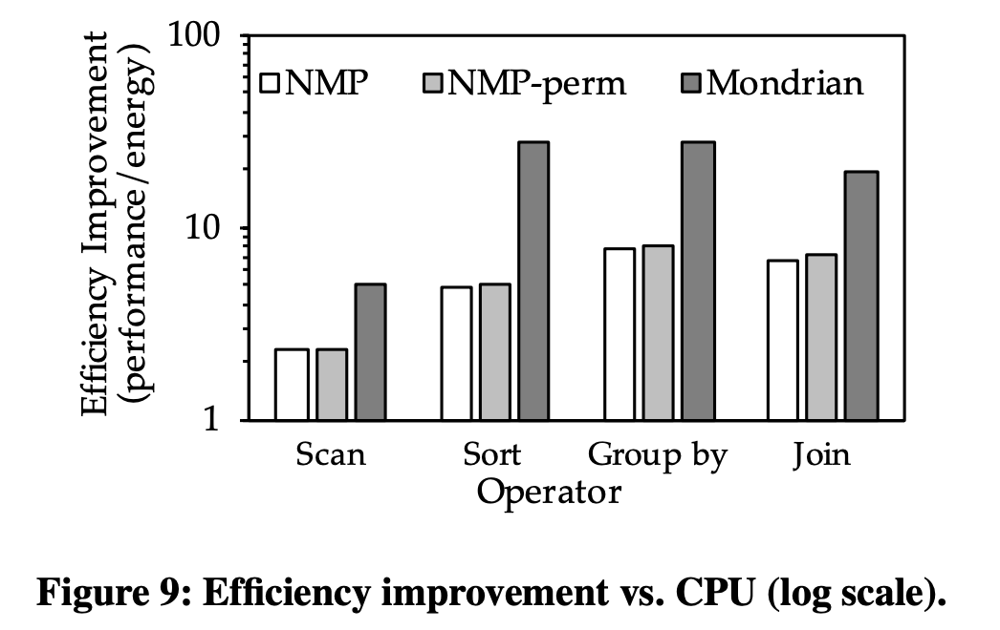 Efficiency Improvement
(performance/energy)
100
10
1
NMP NMP-perm Mondrian
Scan Sort Group by Join
Operator
Figure 9: Efficiency improvement vs. CPU (log scale).